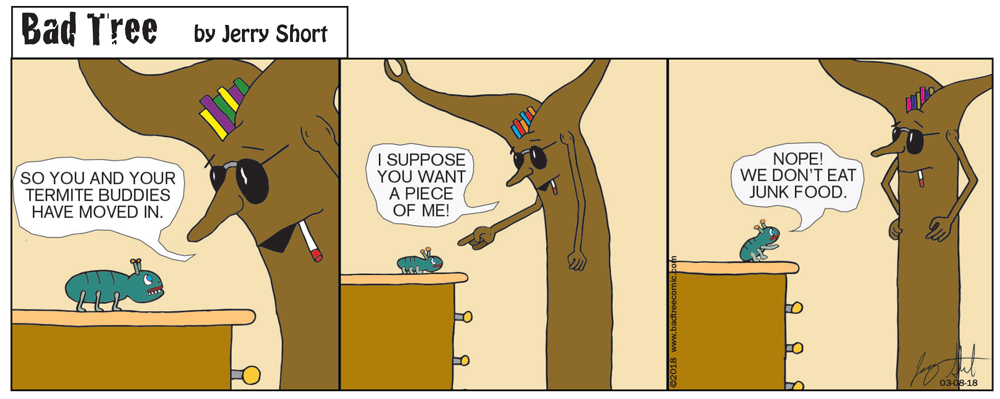 Bad Tree by Jerry Short
SO YOU AND YOUR
TERMITE BUDDIES
HAVE MOVED IN.
I SUPPOSE
YOU WANT
A PIECE
OF ME!
NOPE!
WE DON'T EAT
JUNK FOOD.
©2018 www.badtreecomic.com
03-08-18